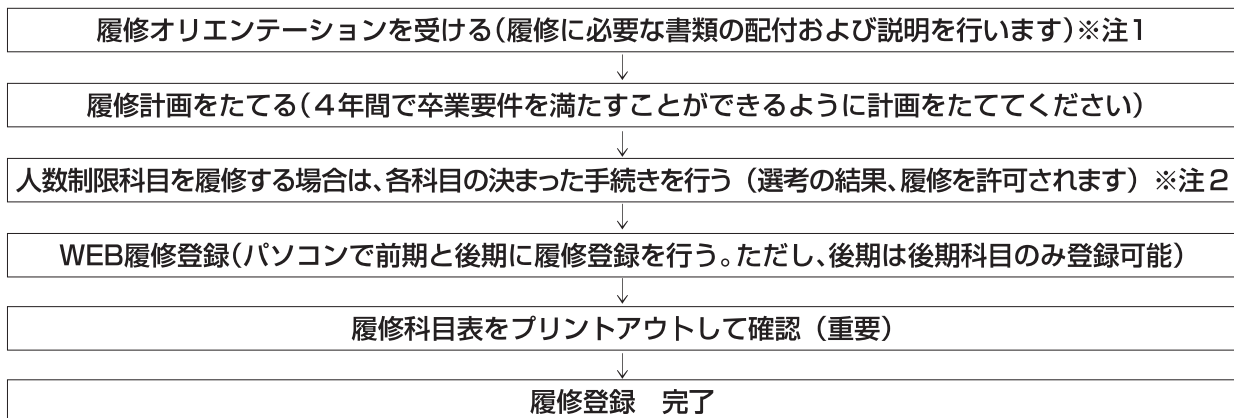 履修オリエンテーションを受ける(履修に必要な書類の配付および説明を行います)※注1
↓
履修計画をたてる(4年間で卒業要件を満たすことができるように計画をたててください)
↓
人数制限科目を履修する場合は、各科目の決まった手続きを行う(選考の結果、履修を許可されます)※注2
↓
WEB履修登録(パソコンで前期と後期に履修登録を行う。ただし、後期は後期科目のみ登録可能)
↓
履修科目表をプリントアウトして確認(重要)
↓
履修登録 完了